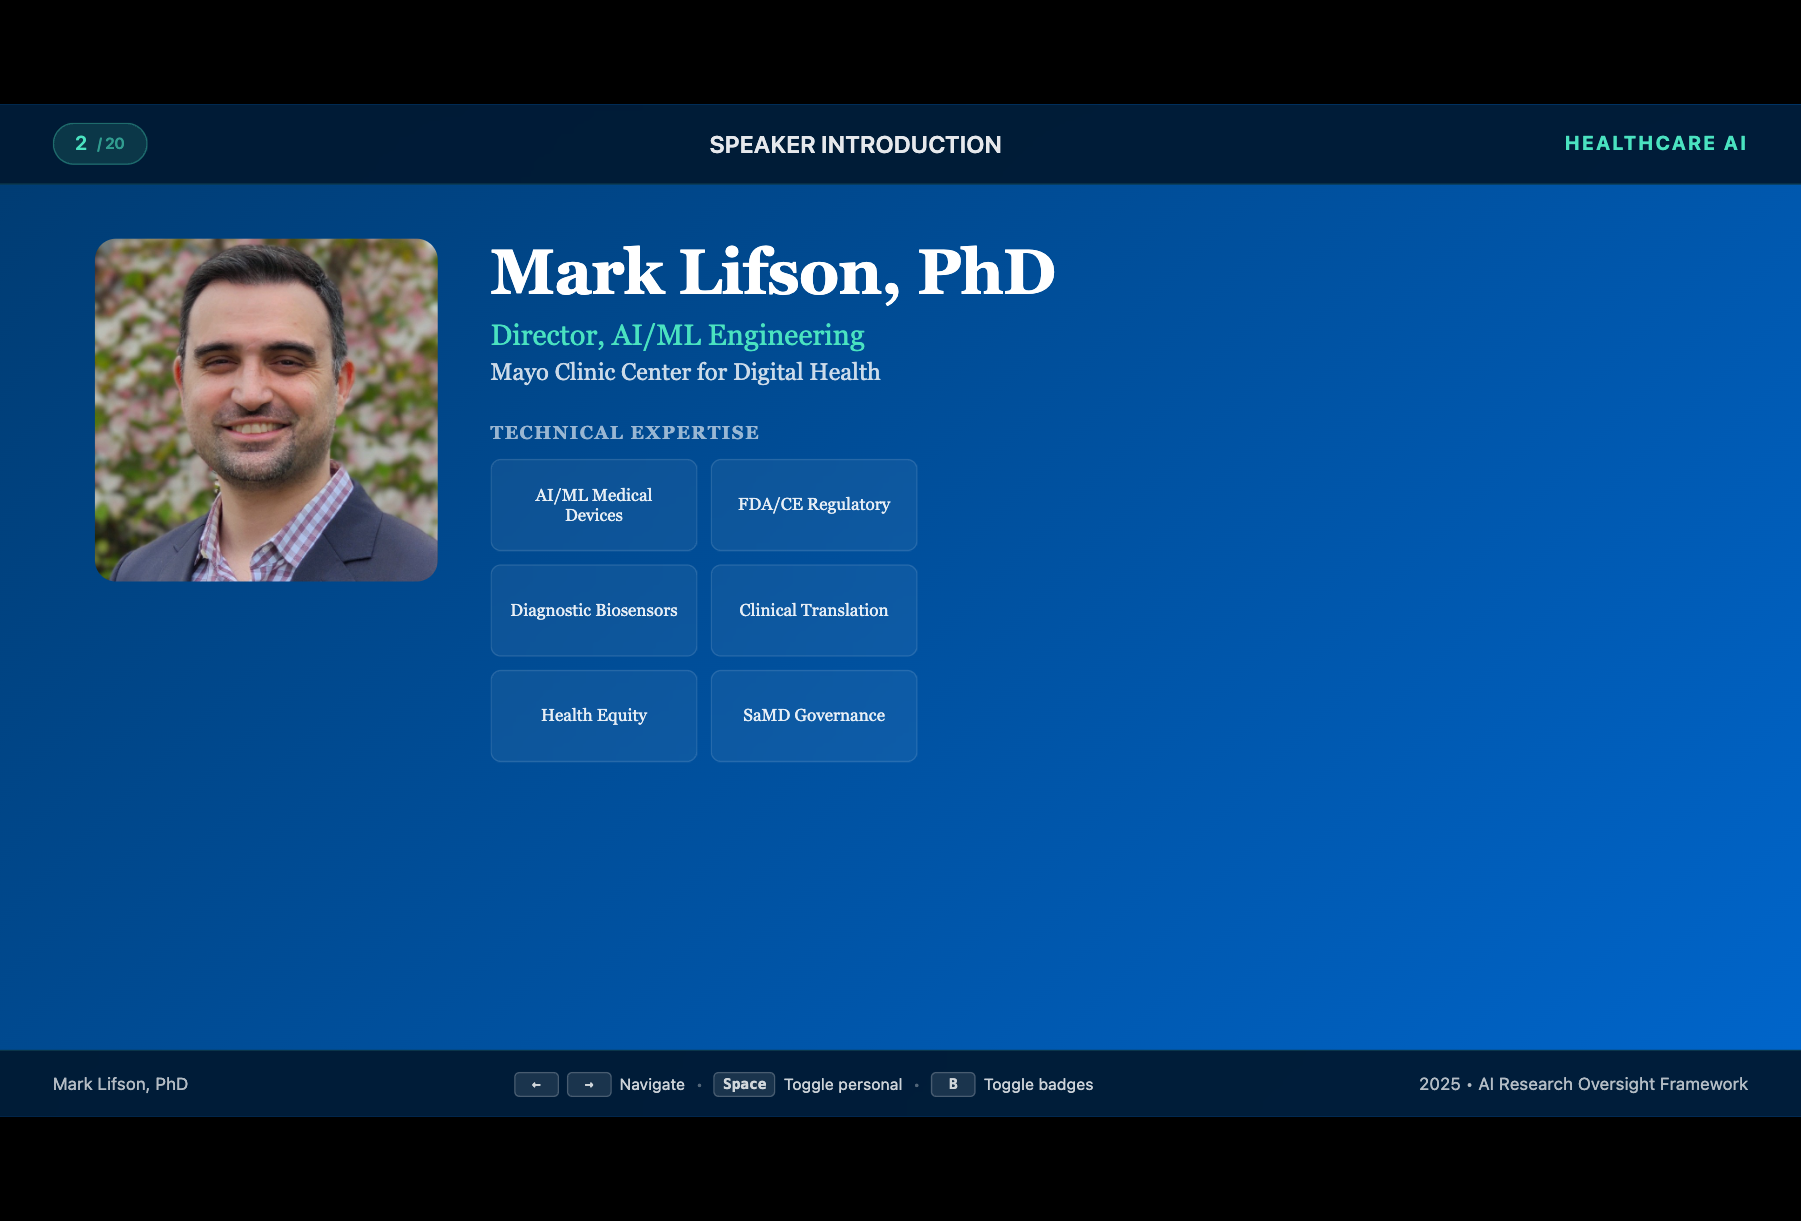 2 / 20
SPEAKER INTRODUCTION
HEALTHCARE AI
Mark Lifson, PhD
Director, AI/ML Engineering
Mayo Clinic Center for Digital Health
TECHNICAL EXPERTISE
AI/ML Medical
Devices
FDA/CE Regulatory
Diagnostic Biosensors
Clinical Translation
Health Equity
SaMD Governance
Mark Lifson, PhD
← → Navigate • Space Toggle personal • B Toggle badges
2025 • AI Research Oversight Framework